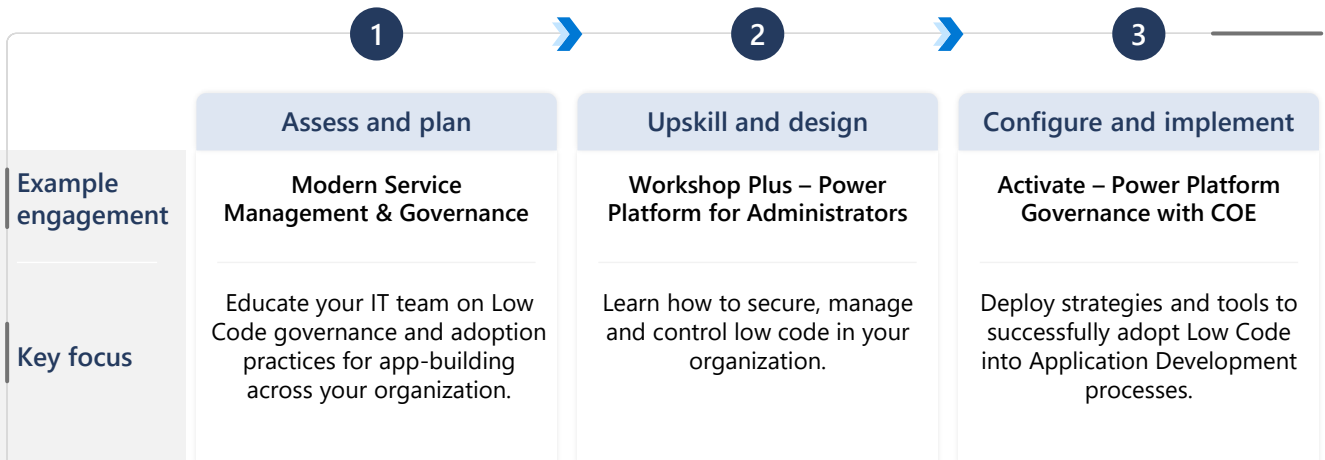 1
2
3
Assess and plan
Upskill and design
Configure and implement
Example
engagement
Modern Service
Management & Governance
Workshop Plus – Power
Platform for Administrators
Activate – Power Platform
Governance with COE
Key focus
Educate your IT team on Low
Code governance and adoption
practices for app-building
across your organization.
Learn how to secure, manage
and control low code in your
organization.
Deploy strategies and tools to
successfully adopt Low Code
into Application Development
processes.